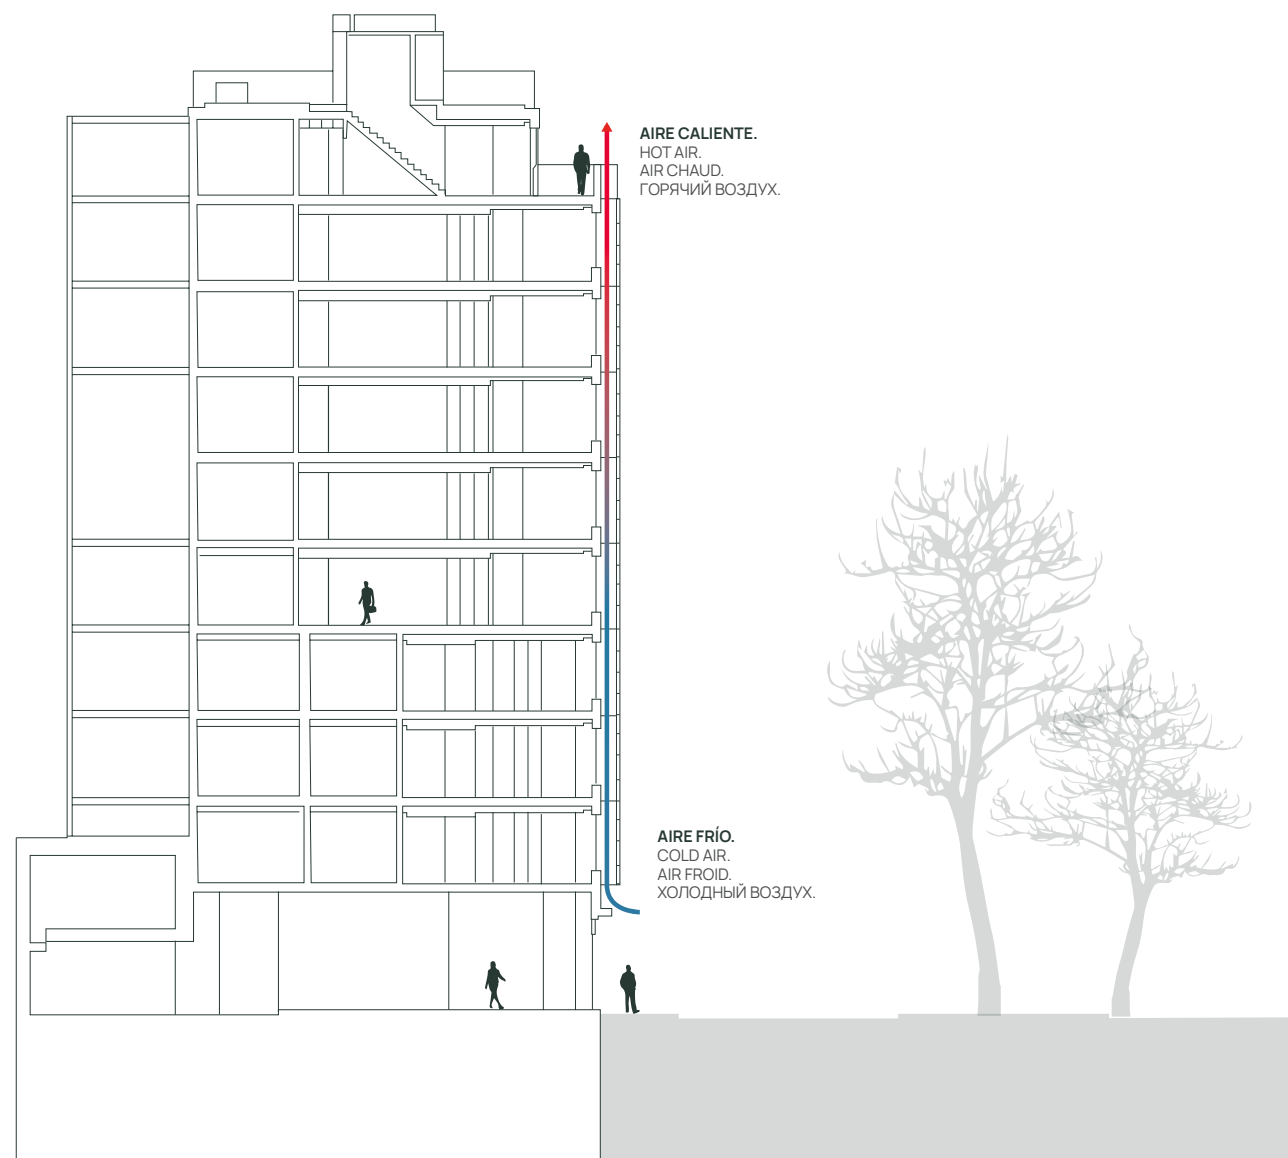 AIRE CALIENTE.
HOT AIR.
AIR CHAUD.
ГОРЯЧИЙ ВОЗДУХ.
AIRE FRÍO.
COLD AIR.
AIR FROID.
ХОЛОДНЫЙ ВОЗДУХ.